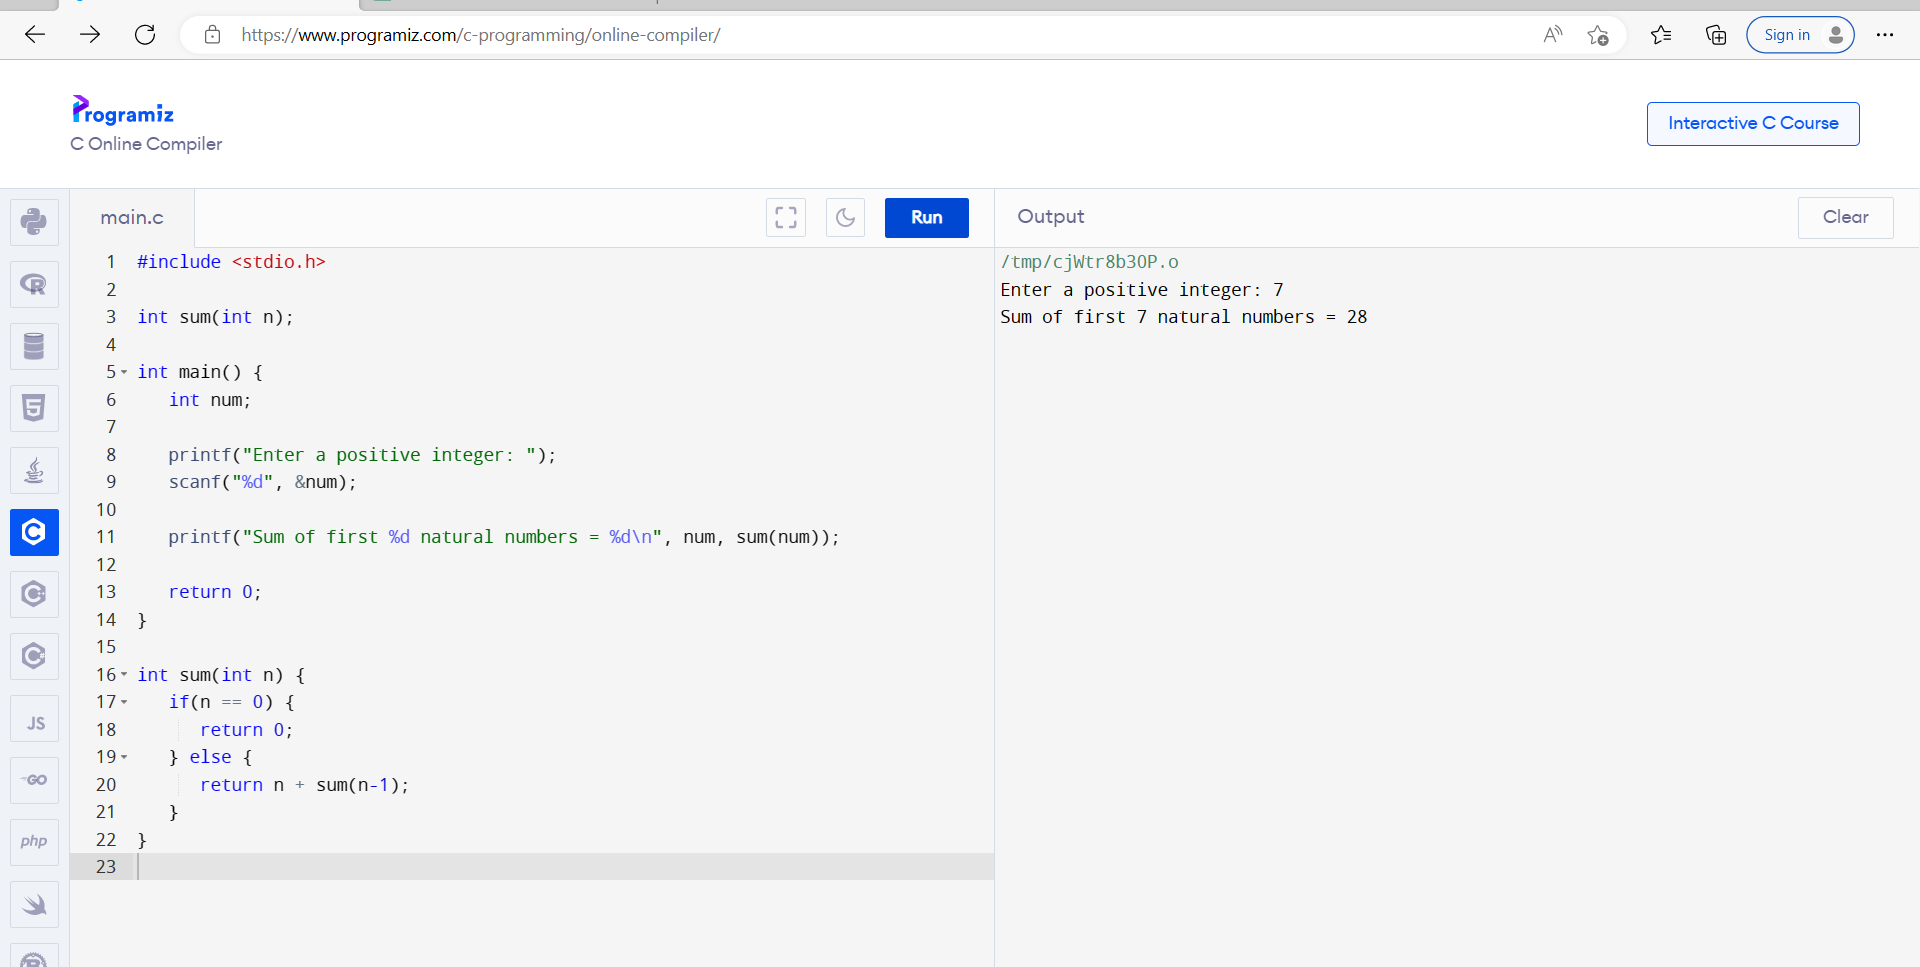 https://www.programiz.com/c-programming/online-compiler/
Sign in
Programiz
C Online Compiler
Interactive C Course
main.c
Run
Output
Clear
1 #include <stdio.h>
2
3 int sum(int n);
4
5 int main() {
6    int num;
7
8    printf("Enter a positive integer: ");
9    scanf("%d", &num);
10
11    printf("Sum of first %d natural numbers = %d\n", num, sum(num));
12
13    return 0;
14 }
15
16 int sum(int n) {
17    if(n == 0) {
18       return 0;
19    } else {
20       return n + sum(n-1);
21    }
22 }
23
/tmp/cjWtr8b3OP.o
Enter a positive integer: 7
Sum of first 7 natural numbers = 28
JS
GO
php